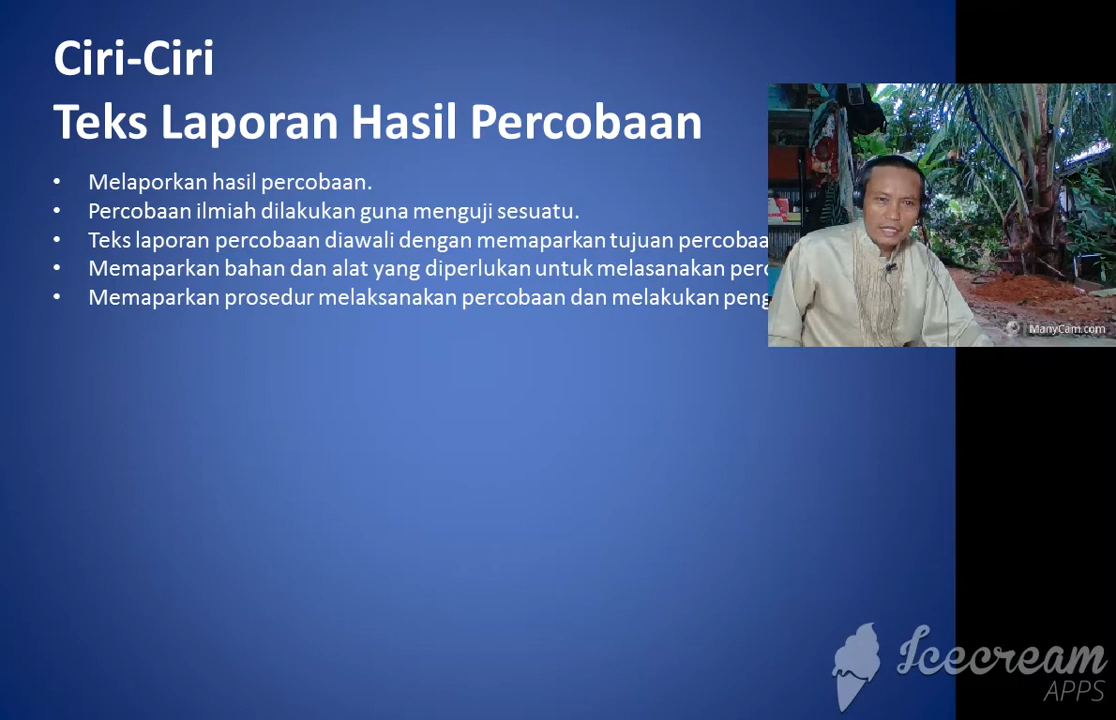 Ciri-Ciri
Teks Laporan Hasil Percobaan
• Melaporkan hasil percobaan.
• Percobaan ilmiah dilakukan guna menguji sesuatu.
• Teks laporan percobaan diawali dengan memaparkan tujuan
• Memaparkan bahan dan alat yang diperlukan untuk melasanakan
• Memaparkan prosedur melaksanakan percobaan dan melakukan
ManyCam.com
Icecream
APPS